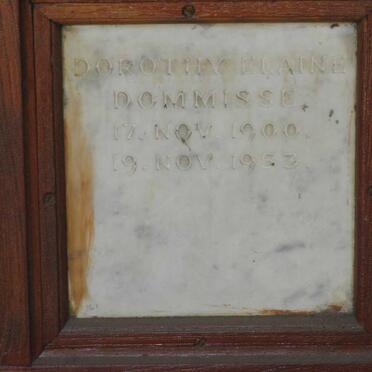 DOROTHY ELAINE
DOMMISSE
17. NOV. 1900.
19. NOV. 1953